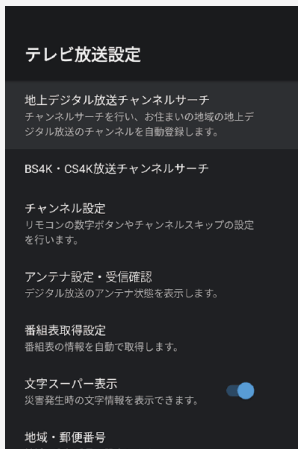 テレビ放送設定
地上デジタル放送チャンネルサーチ
チャンネルサーチを行い、お住まいの地域の地上デ
ジタル放送のチャンネルを自動登録します。
BS4K・CS4K放送チャンネルサーチ
チャンネル設定
リモコンの数字ボタンやチャンネルスキップの設定
を行います。
アンテナ設定・受信確認
デジタル放送のアンテナ状態を表示します。
番組表取得設定
番組表の情報を自動で取得します。
文字スーパー表示
災害発生時の文字情報を表示できます。
地域・郵便番号